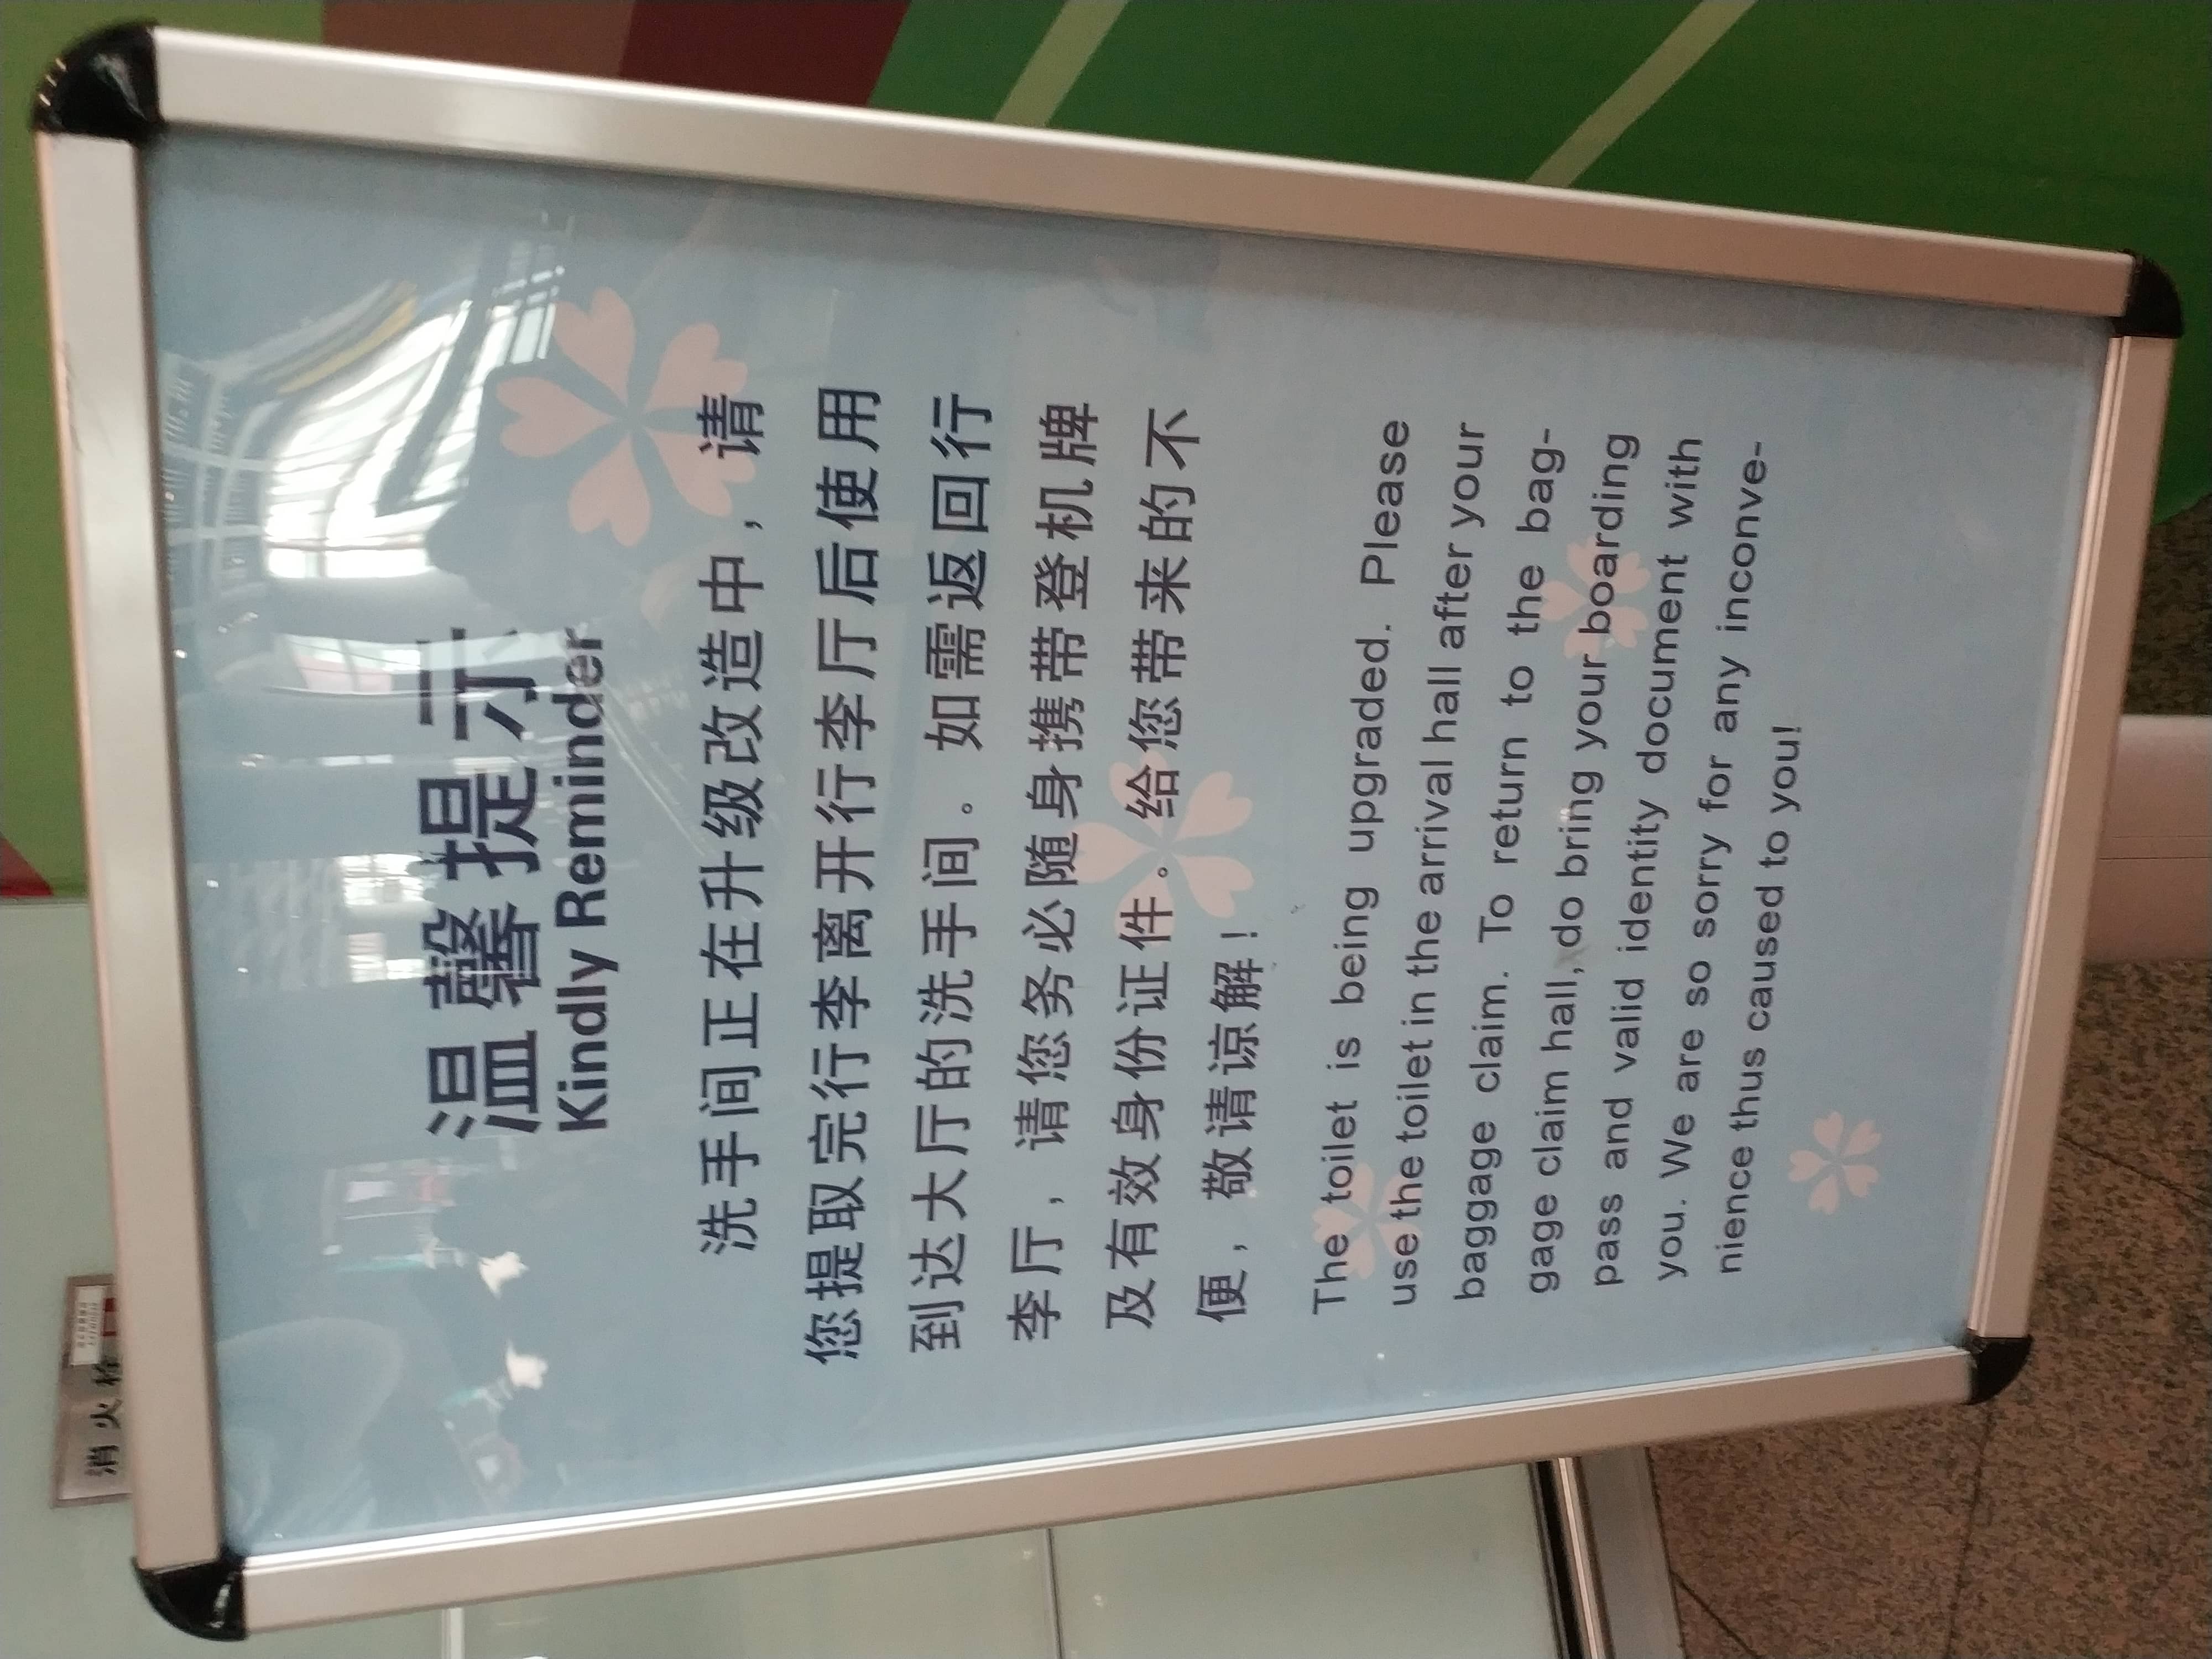 消火栓
温馨提示
Kindly Reminder
洗手间正在升级改造中，请
您提取完行李离开行李厅后使用
到达大厅的洗手间。如需返回行
李厅，请您务必随身携带登机牌
及有效身份证件。给您带来的不
便，敬请谅解！
The toilet is being upgraded. Please
use the toilet in the arrival hall after your
baggage claim. To return to the bag-
gage claim hall, do bring your boarding
pass and valid identity document with
you. We are so sorry for any inconve-
nience thus caused to you!